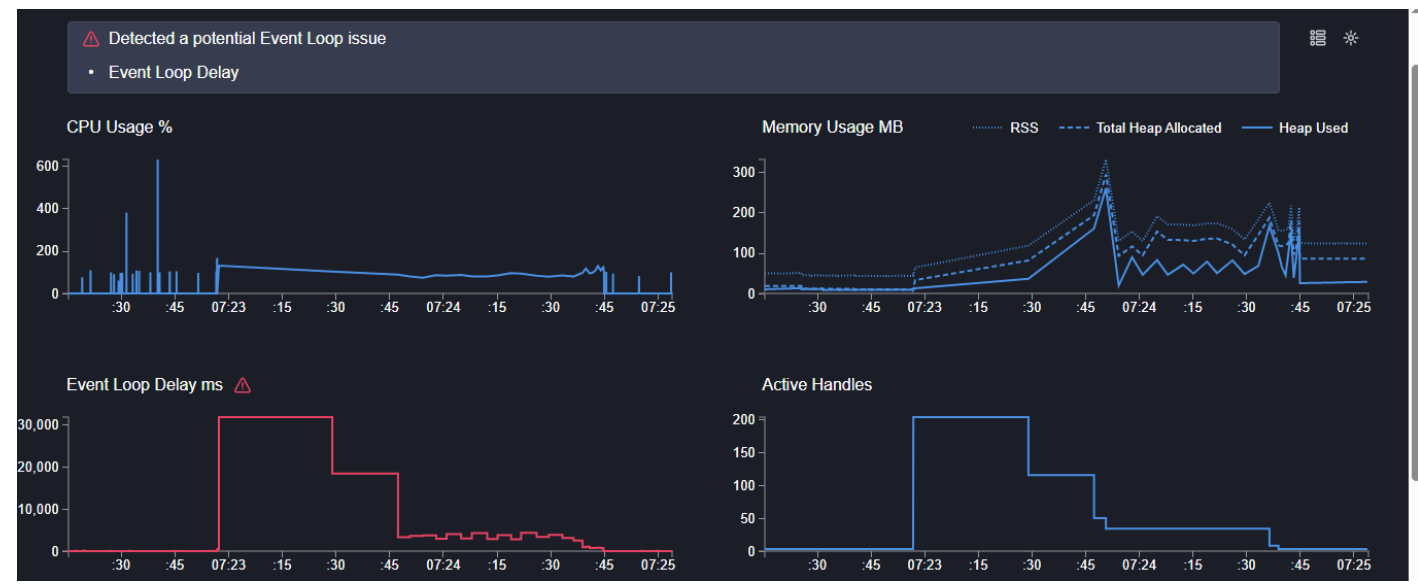 Detected a potential Event Loop issue
• Event Loop Delay
CPU Usage %
600
400
200
0
:30 :45 07:23 :15 :30 :45 07:24 :15 :30 :45 07:25
Memory Usage MB RSS Total Heap Allocated Heap Used
300
200
100
0
:30 :45 07:23 :15 :30 :45 07:24 :15 :30 :45 07:25
Event Loop Delay ms
30,000
20,000
10,000
0
:30 :45 07:23 :15 :30 :45 07:24 :15 :30 :45 07:25
Active Handles
200
150
100
50
0
:30 :45 07:23 :15 :30 :45 07:24 :15 :30 :45 07:25